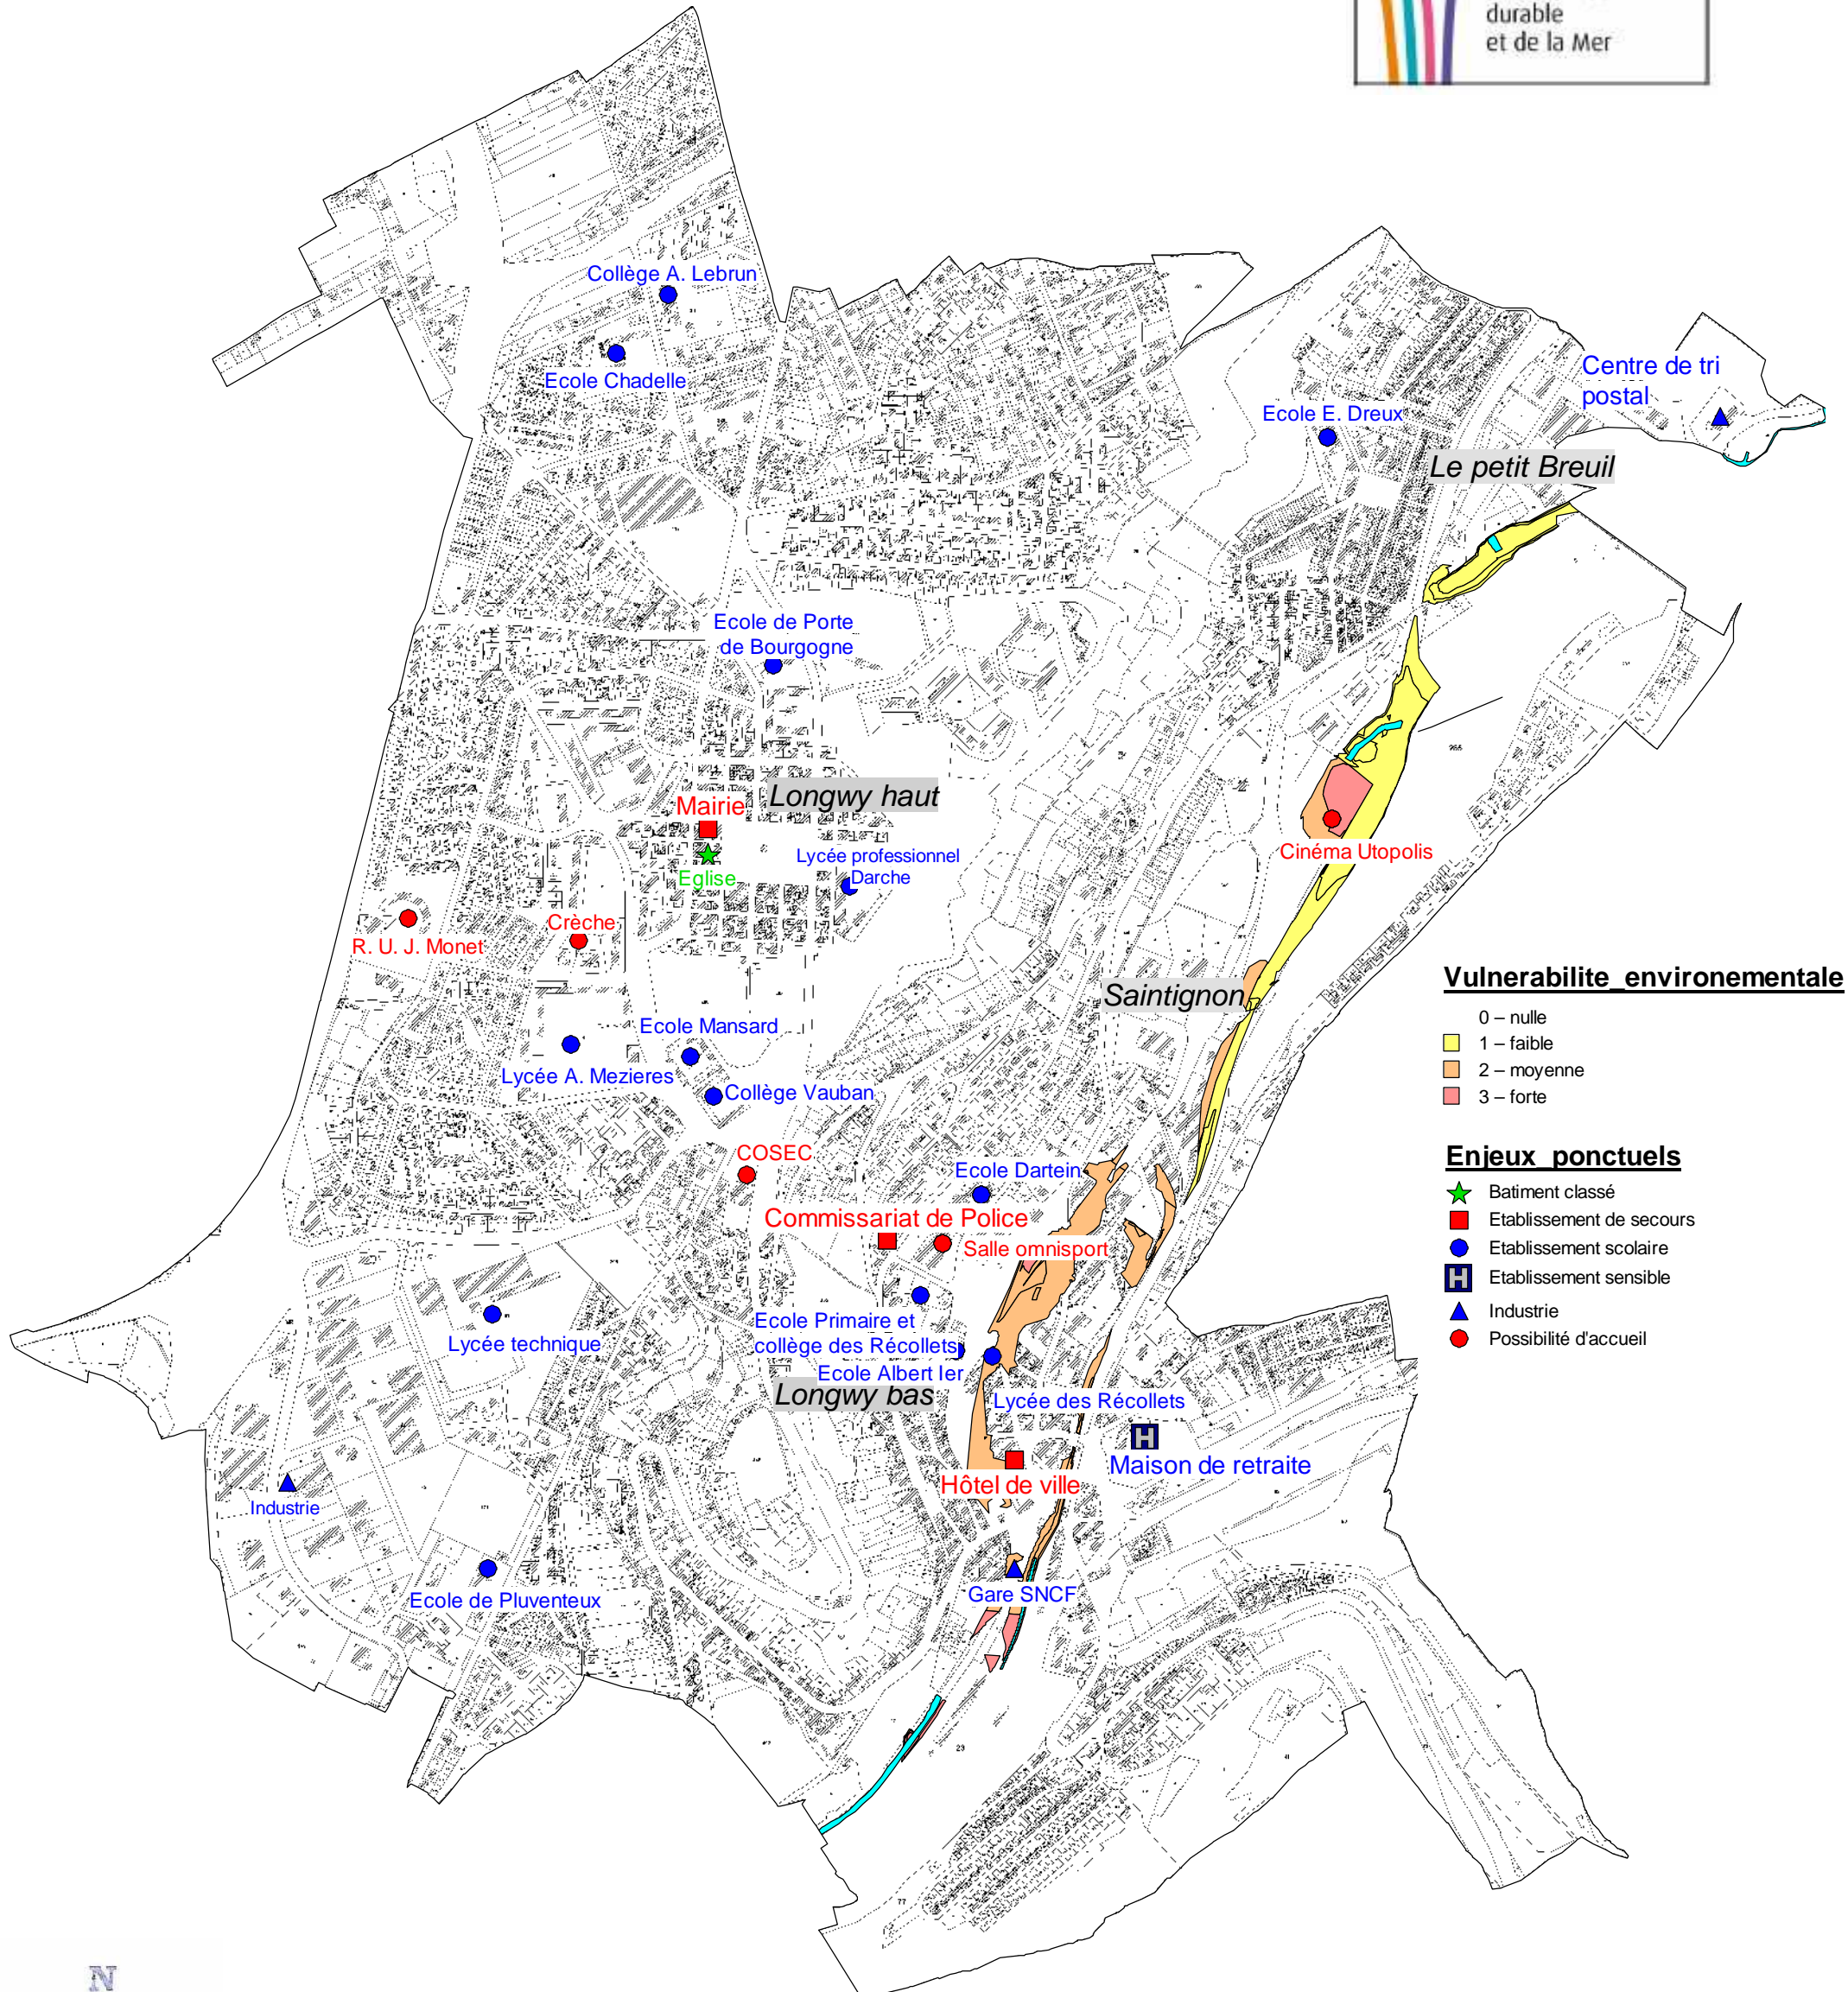 durable
et de la Mer
Collège A. Lebrun
Ecole Chadelle
Centre de tri
postal
Ecole E. Dreux
Le petit Breuil
Ecole de Porte
de Bourgogne
Longwy haut
Mairie
Eglise
Lycée professionnel
Darche
Cinéma Utopolis
Crèche
R. U. J. Monet
Saintignon
Ecole Mansard
Lycée A. Mezieres
Collège Vauban
COSEC
Ecole Dartein
Commissariat de Police
Salle omnisport
Ecole Primaire et
collège des Récollets
Ecole Albert Ier
Lycée technique
Longwy bas
Lycée des Récollets
H
Maison de retraite
Hôtel de ville
Industrie
Gare SNCF
Ecole de Pluventeux
23
77
Vulnerabilite_environementale
0 – nulle
1 – faible
2 – moyenne
3 – forte
Enjeux_ponctuels
Batiment classé
Etablissement de secours
Etablissement scolaire
H Etablissement sensible
Industrie
Possibilité d'accueil
N